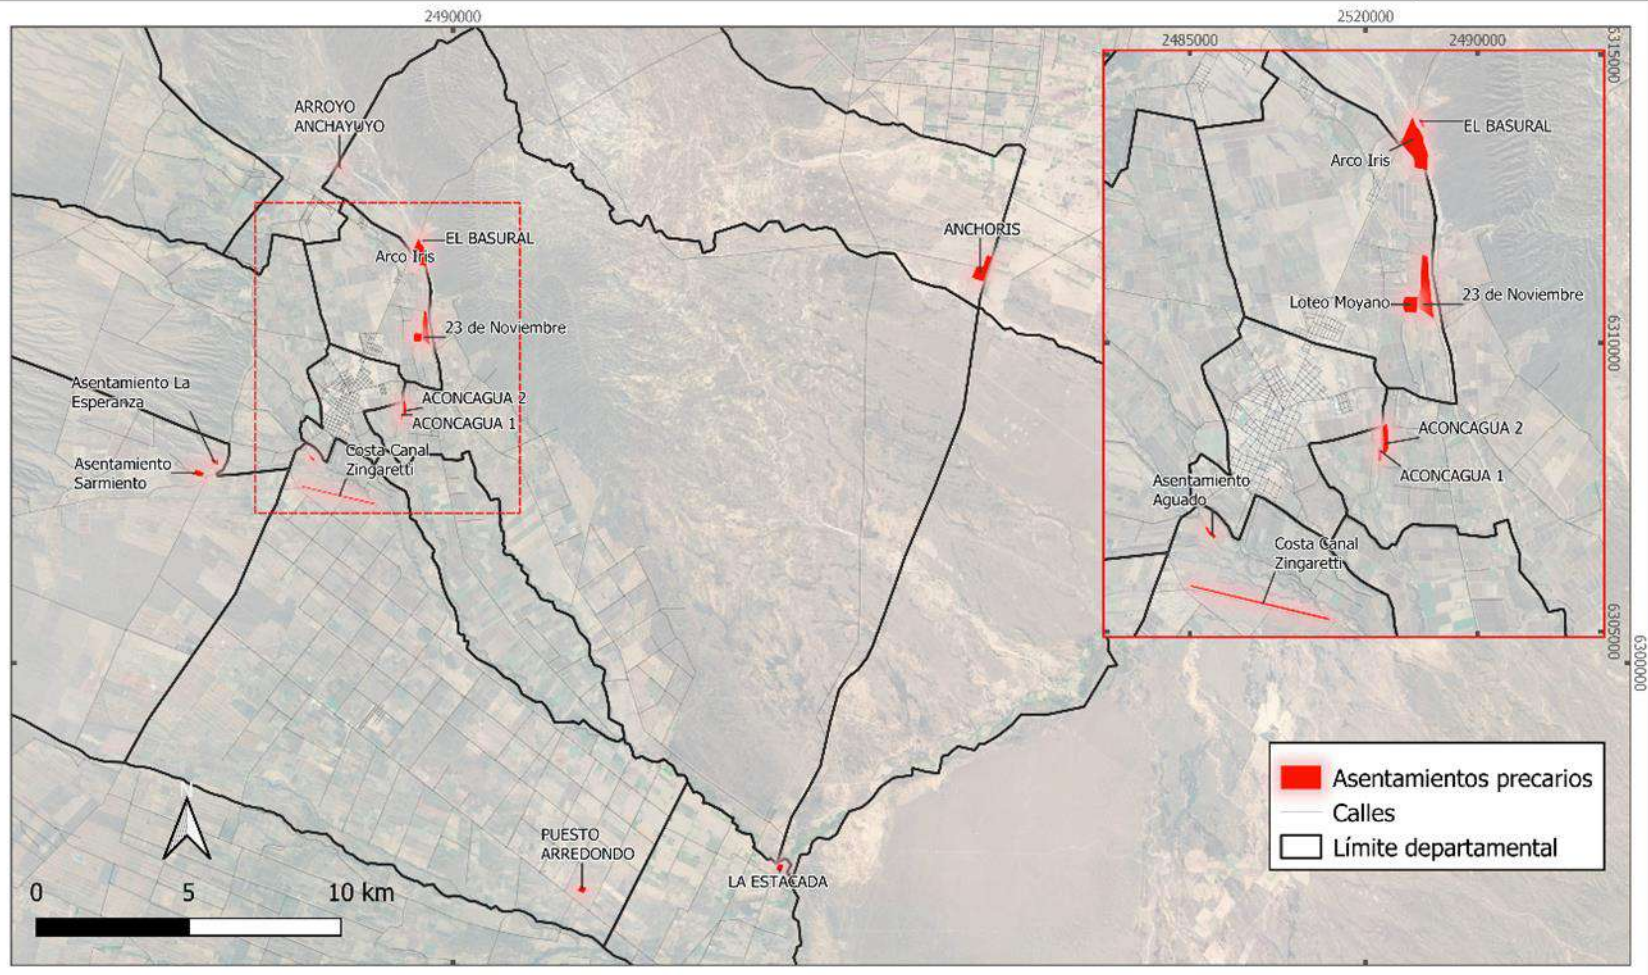 2490000
2520000
2485000
2490000
6315000
ARROYO
ANCHAYUYO
EL BASURAL
Arco Iris
ANCHORIS
23 de Noviembre
Asentamiento La
Esperanza
ACONCAGUA 2
ACONCAGUA 1
Costa Canal
Zingaretti
Asentamiento
Sarmiento
EL BASURAL
Arco Iris
Loteo Moyano
23 de Noviembre
6310000
ACONCAGUA 2
ACONCAGUA 1
Asentamiento
Aguado
Costa Canal
Zingaretti
6305000
6300000
PUESTO
ARREDONDO
LA ESTACADA
N
0 5 10 km
Asentamientos precarios
Calles
Límite departamental